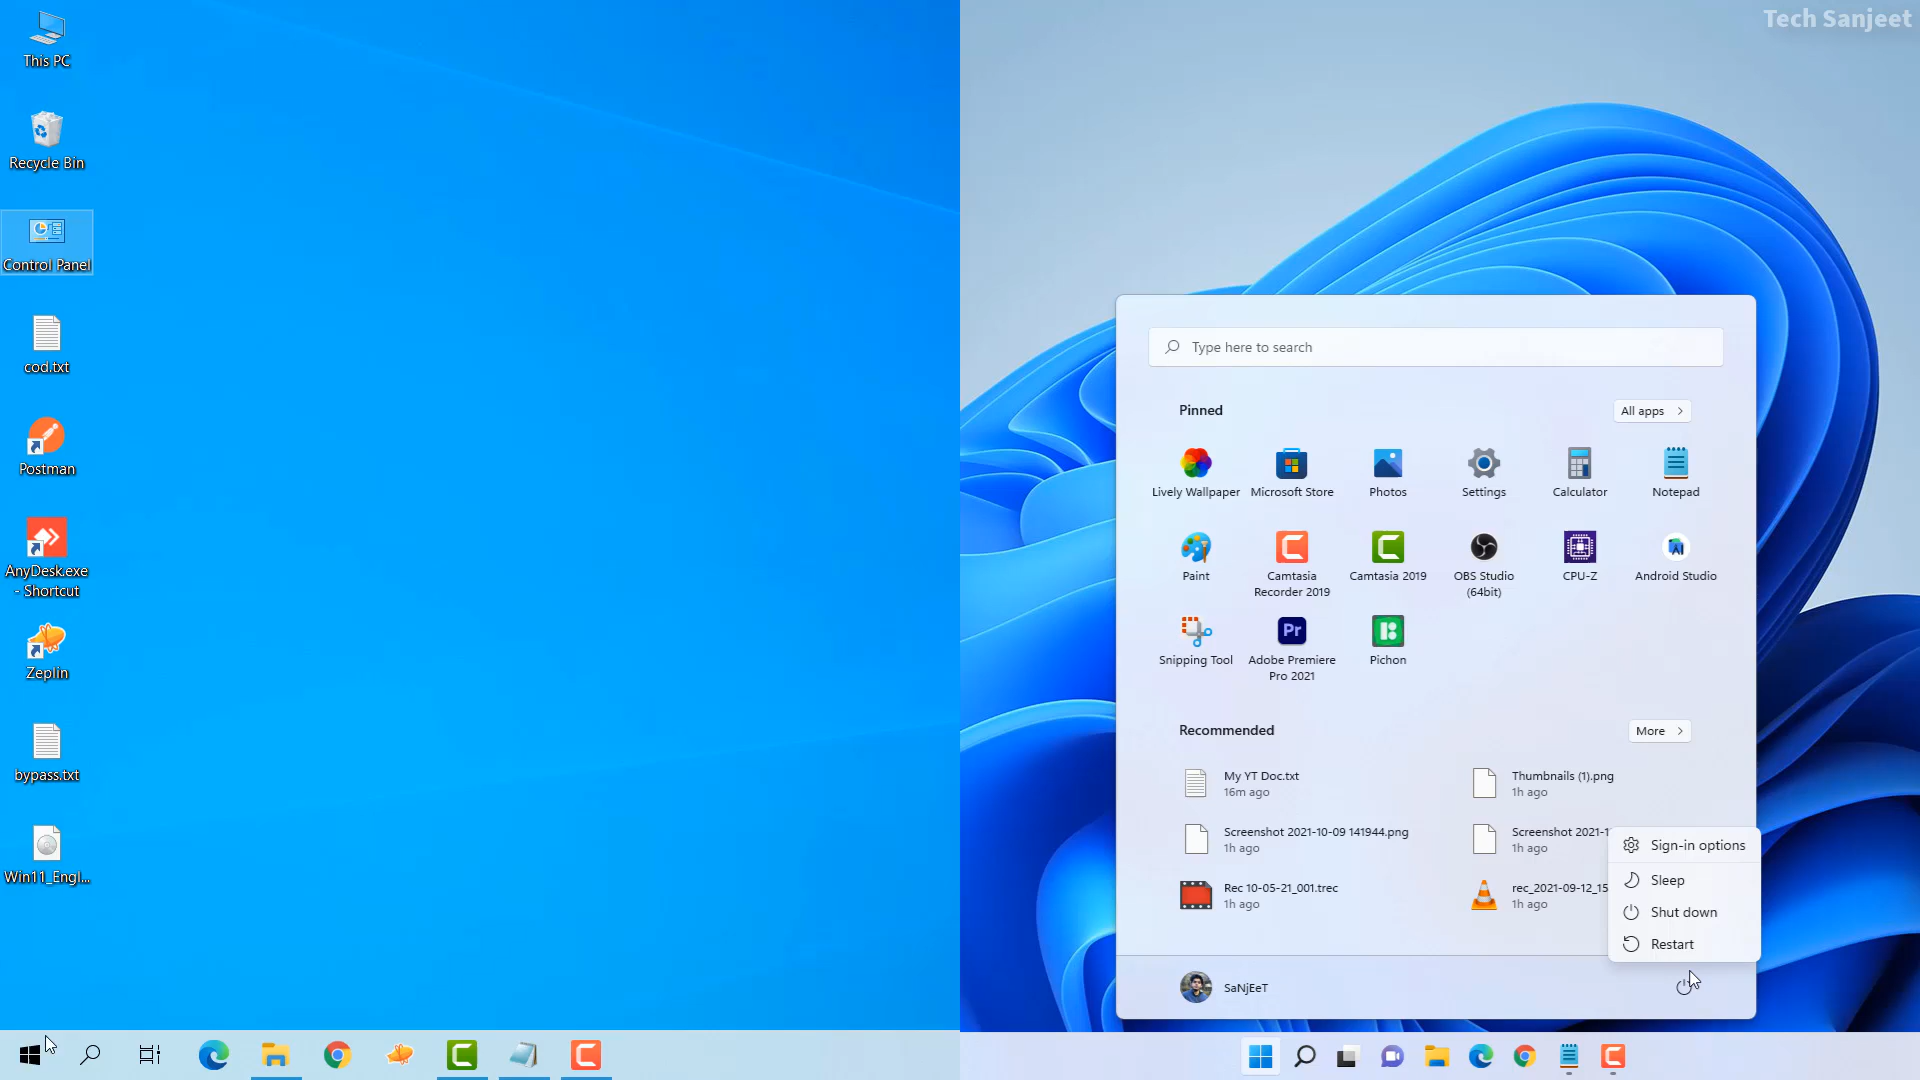 Tech Sanjeet
This PC
Recycle Bin
Control Panel
cod.txt
Postman
AnyDesk.exe
- Shortcut
Zeplin
bypass.txt
Win11_Engl...
Type here to search
Pinned
All apps
Lively Wallpaper
Microsoft Store
Photos
Settings
Calculator
Notepad
Paint
Camtasia
Recorder 2019
Camtasia 2019
OBS Studio
(64bit)
CPU-Z
Android Studio
Snipping Tool
Pr
Adobe Premiere
Pro 2021
Pichon
Recommended
More
My YT Doc.txt
16m ago
Thumbnails (1).png
1h ago
Screenshot 2021-10-09 141944.png
1h ago
Screenshot 2021-1
1h ago
Rec 10-05-21_001.trec
1h ago
rec_2021-09-12_15
1h ago
Sign-in options
Sleep
Shut down
Restart
SaNjEeT